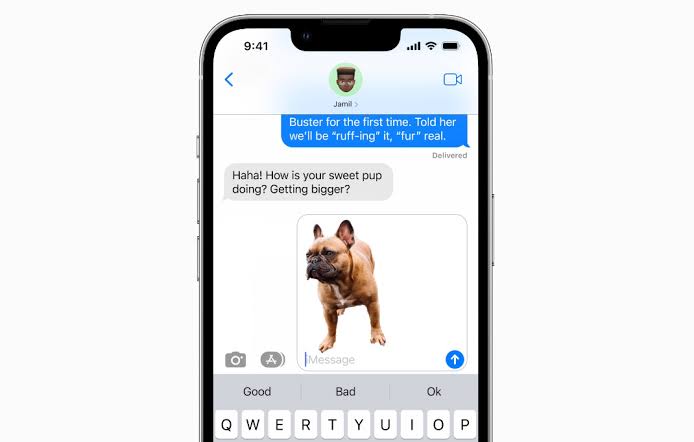 9:41
Jamil
Buster for the first time. Told her
we'll be “ruff-ing” it, “fur” real.
Delivered
Haha! How is your sweet pup
doing? Getting bigger?
iMessage
Good Bad Ok
Q W E R T Y U I O P